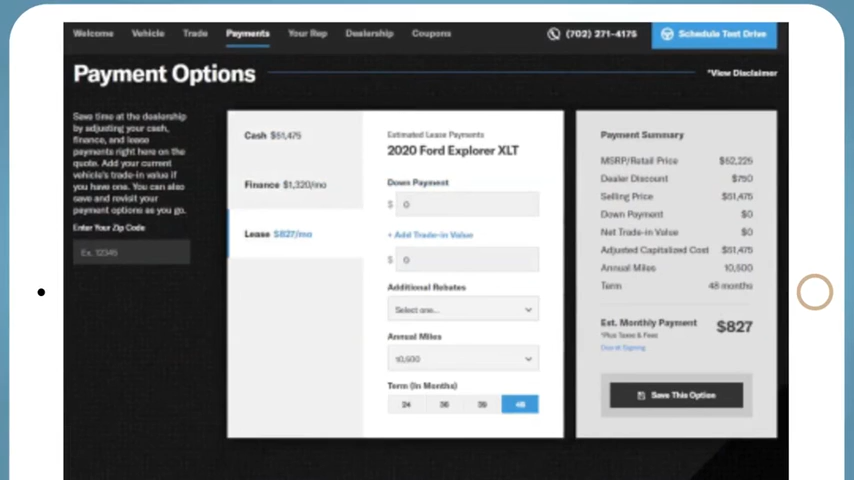 Welcome Vehicle Trade Payments Your Rep Dealership Coupons (702) 271-4175 Schedule Test Drive
Payment Options
*View Disclaimer
Save time at the dealership
by adjusting your cash,
finance, and lease
payments right here on the
quote. Add your current
vehicle's trade-in value if
you have one. You can also
save and revisit your
payment options as you go.
Enter Your Zip Code
Ex. 12345
Cash $51,475
Finance $1,320/mo
Lease $827/mo
Estimated Lease Payments
2020 Ford Explorer XLT
Down Payment
$ 0
+ Add Trade-in Value
$ 0
Additional Rebates
Select one...
Annual Miles
10,500
Term (In Months)
24 36 39 48
Payment Summary
MSRP/Retail Price $52,225
Dealer Discount $750
Selling Price $51,475
Down Payment $0
Net Trade-in Value $0
Adjusted Capitalized Cost $51,475
Annual Miles 10,500
Term 48 months
Est. Monthly Payment $827
*Plus Taxes & Fees
Due at Signing
Save This Option